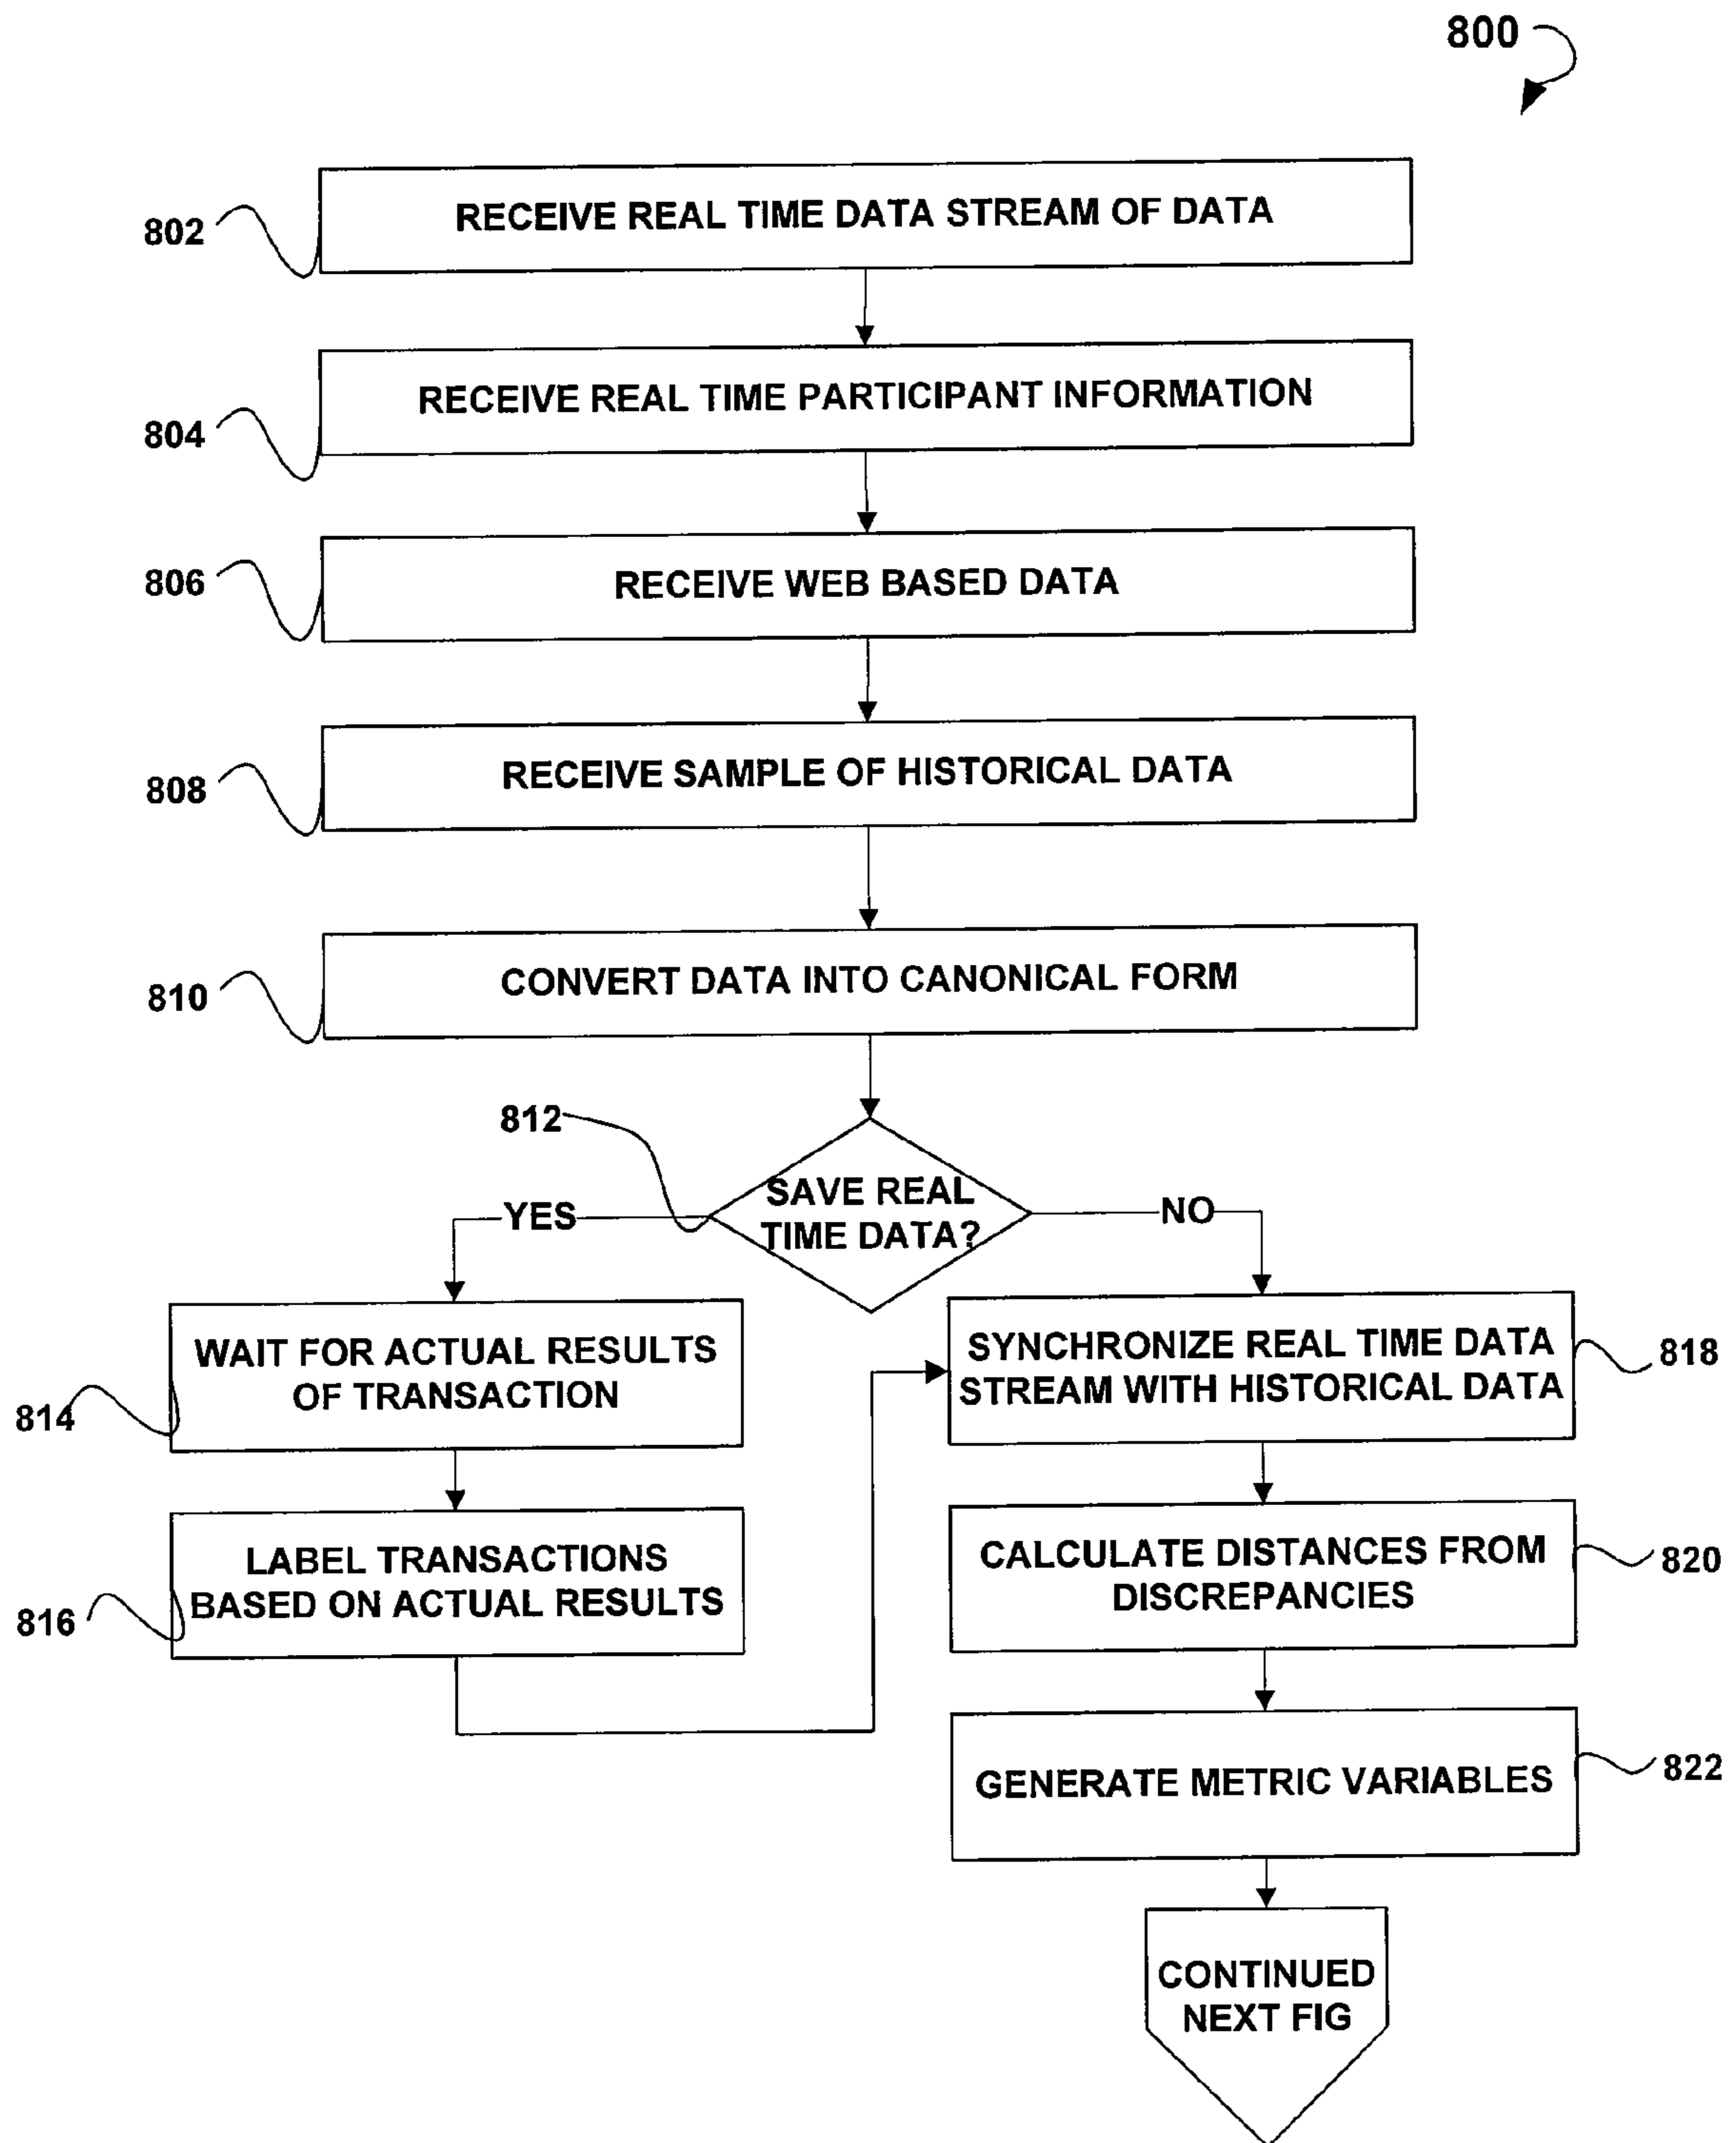 800
RECEIVE REAL TIME DATA STREAM OF DATA
802
RECEIVE REAL TIME PARTICIPANT INFORMATION
804
RECEIVE WEB BASED DATA
806
RECEIVE SAMPLE OF HISTORICAL DATA
808
CONVERT DATA INTO CANONICAL FORM
810
812
SAVE REAL
TIME DATA?
YES
NO
WAIT FOR ACTUAL RESULTS
OF TRANSACTION
814
SYNCHRONIZE REAL TIME DATA
STREAM WITH HISTORICAL DATA
818
LABEL TRANSACTIONS
BASED ON ACTUAL RESULTS
816
CALCULATE DISTANCES FROM
DISCREPANCIES
820
GENERATE METRIC VARIABLES
822
CONTINUED
NEXT FIG